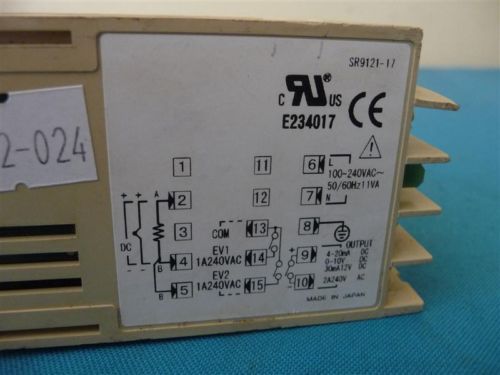 SR9121-17
C RU US CE
E234017
2-024
1 11 6 L
100~240VAC~
50/60Hz 11VA
2 12 7 N
A
+ + -
DC
3 COM 13 8
EV1
B 4 1A240VAC 14
+ 9 OUTPUT
4-20mA DC
0-10V DC
30mA12V DC
EV2
B 5 1A240VAC 15
- 10 2A240V AC
MADE IN JAPAN